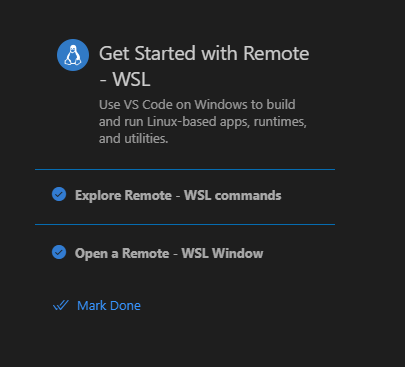 Get Started with Remote
- WSL
Use VS Code on Windows to build
and run Linux-based apps, runtimes,
and utilities.
Explore Remote - WSL commands
Open a Remote - WSL Window
Mark Done